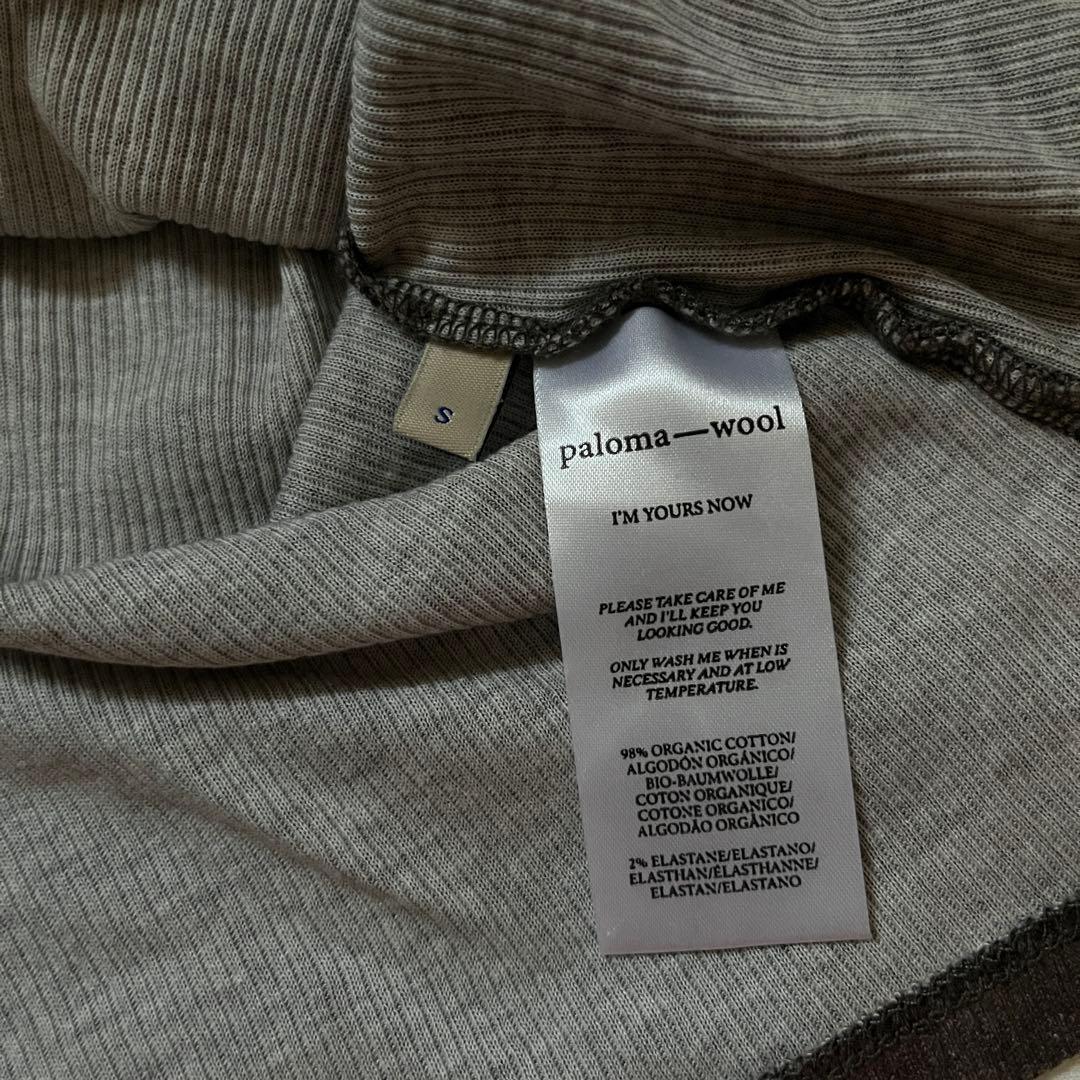 S
paloma—wool
I'M YOURS NOW
PLEASE TAKE CARE OF ME
AND I'LL KEEP YOU
LOOKING GOOD.
ONLY WASH ME WHEN IS
NECESSARY AND AT LOW
TEMPERATURE.
98% ORGANIC COTTON/
ALGODÓN ORGÁNICO/
BIO-BAUMWOLLE/
COTON ORGANIQUE/
COTONE ORGANICO/
ALGODÃO ORGÂNICO
2% ELASTANE/ELASTANO/
ELASTHAN/ÉLASTHANNE/
ELASTAN/ELASTANO